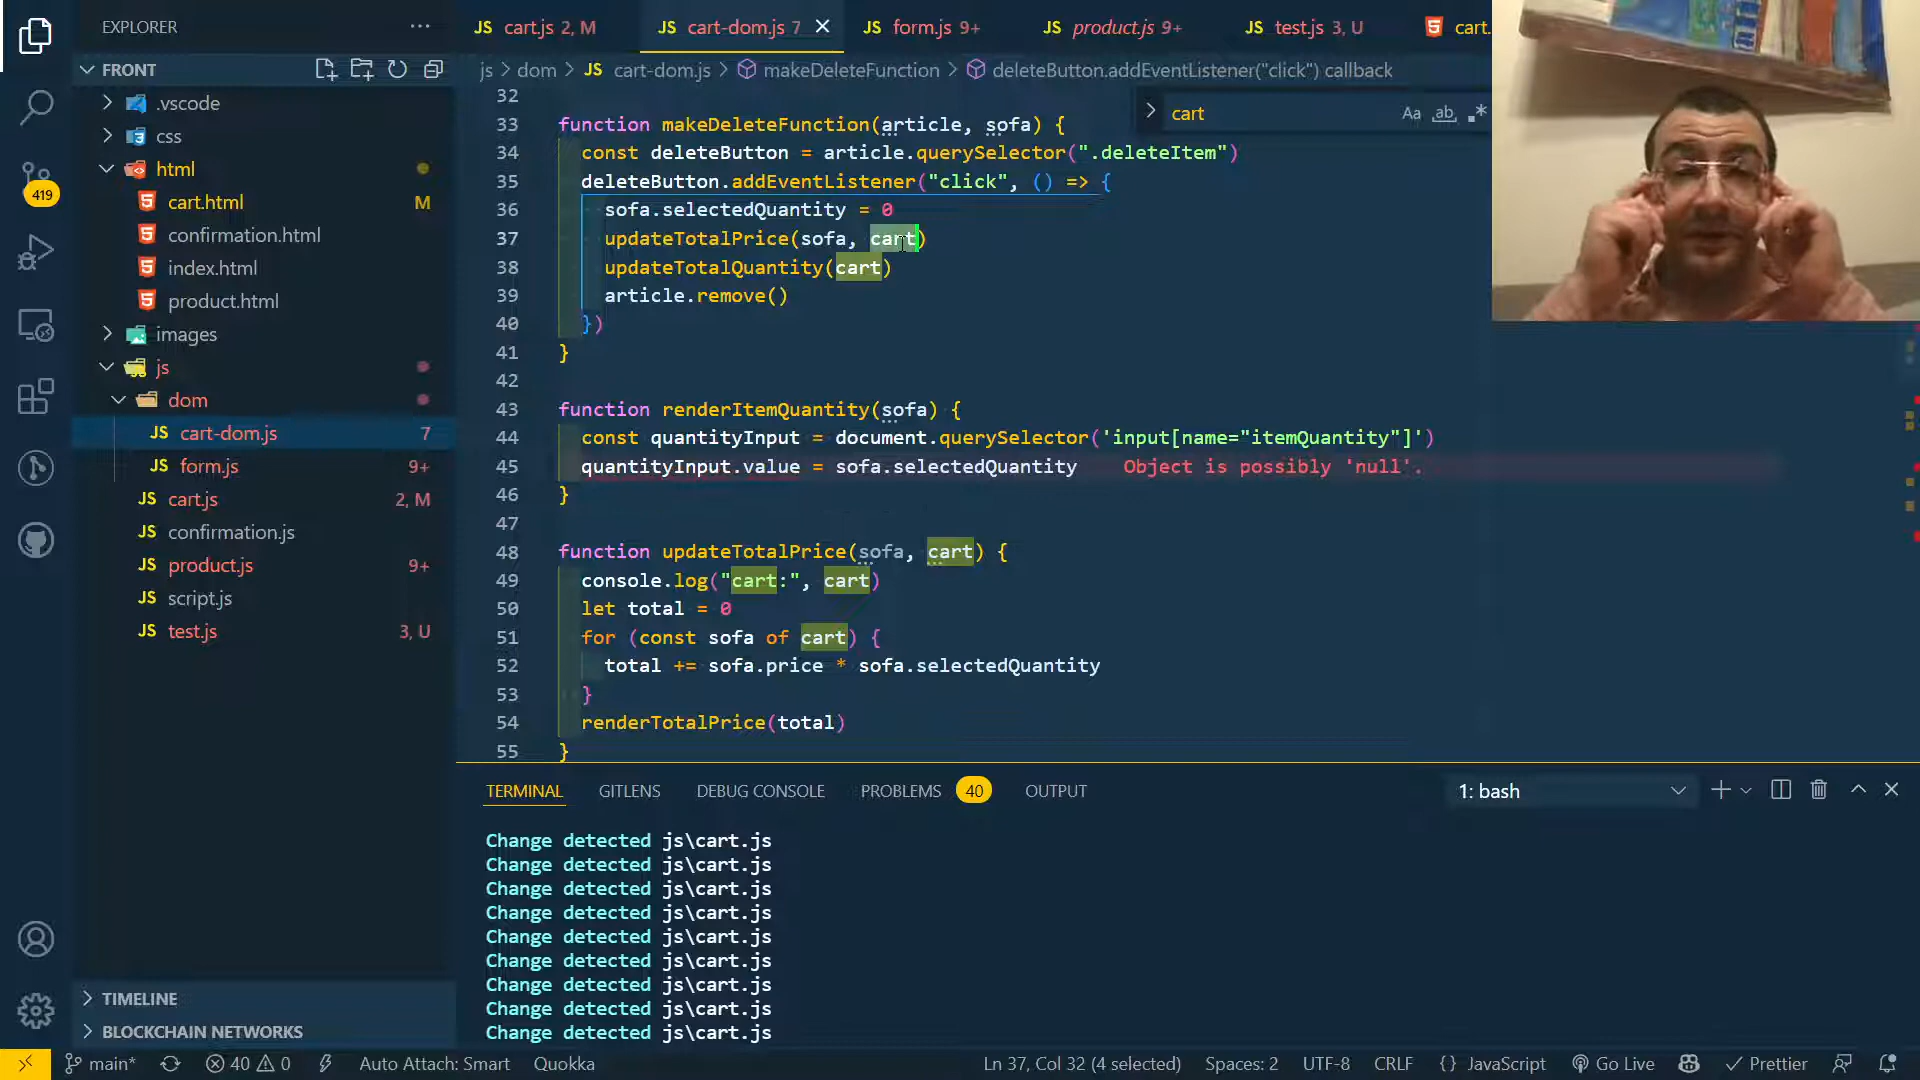 EXPLORER
FRONT
.vscode
css
html
cart.html M
confirmation.html
index.html
product.html
images
js
dom
cart-dom.js 7
form.js 9+
cart.js 2, M
confirmation.js
product.js 9+
script.js
test.js 3, U
TIMELINE
BLOCKCHAIN NETWORKS
419
JS cart.js 2, M JS cart-dom.js 7 JS form.js 9+ JS product.js 9+ JS test.js 3, U cart.
js > dom > JS cart-dom.js > makeDeleteFunction > deleteButton.addEventListener("click") callback
cart Aa ab
32
33 function makeDeleteFunction(article, sofa) {
34 const deleteButton = article.querySelector(".deleteItem")
35 deleteButton.addEventListener("click", () => {
36 sofa.selectedQuantity = 0
37 updateTotalPrice(sofa, cart)
38 updateTotalQuantity(cart)
39 article.remove()
40 })
41 }
42
43 function renderItemQuantity(sofa) {
44 const quantityInput = document.querySelector('input[name="itemQuantity"]')
45 quantityInput.value = sofa.selectedQuantity Object is possibly 'null'.
46 }
47
48 function updateTotalPrice(sofa, cart) {
49 console.log("cart:", cart)
50 let total = 0
51 for (const sofa of cart) {
52 total += sofa.price * sofa.selectedQuantity
53 }
54 renderTotalPrice(total)
55 }
TERMINAL GITLENS DEBUG CONSOLE PROBLEMS 40 OUTPUT 1: bash
Change detected js\cart.js
Change detected js\cart.js
Change detected js\cart.js
Change detected js\cart.js
Change detected js\cart.js
Change detected js\cart.js
Change detected js\cart.js
Change detected js\cart.js
Change detected js\cart.js
main* 40 0 Auto Attach: Smart Quokka Ln 37, Col 32 (4 selected) Spaces: 2 UTF-8 CRLF {} JavaScript Go Live Prettier